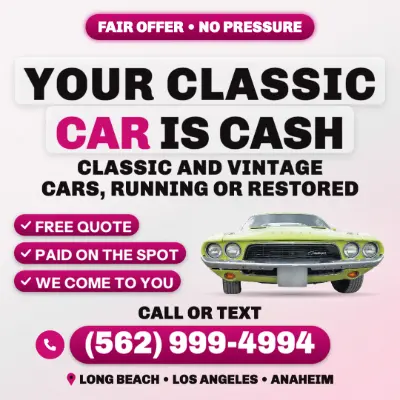 FAIR OFFER • NO PRESSURE
YOUR CLASSIC
CAR IS CASH
CLASSIC AND VINTAGE
CARS, RUNNING OR RESTORED
FREE QUOTE
PAID ON THE SPOT
WE COME TO YOU
CALL OR TEXT
(562) 999-4994
LONG BEACH • LOS ANGELES • ANAHEIM